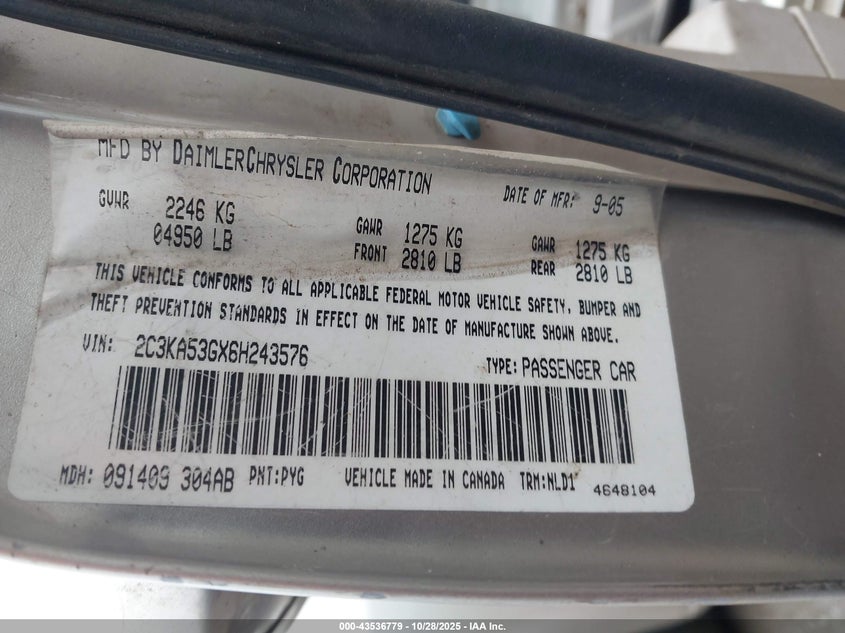 MFD BY DAIMLERCHRYSLER CORPORATION
DATE OF MFR: 9-05
GVWR 2246 KG
04950 LB
GAWR FRONT 1275 KG
2810 LB
GAWR REAR 1275 KG
2810 LB
THIS VEHICLE CONFORMS TO ALL APPLICABLE FEDERAL MOTOR VEHICLE SAFETY, BUMPER AND
THEFT PREVENTION STANDARDS IN EFFECT ON THE DATE OF MANUFACTURE SHOWN ABOVE.
VIN: 2C3KA53GX6H243576
TYPE: PASSENGER CAR
MDH: 091409 304AB PNT:PYG VEHICLE MADE IN CANADA TRM:NLD1 4648104
000-43536779 | 10/28/2025 | IAA Inc.